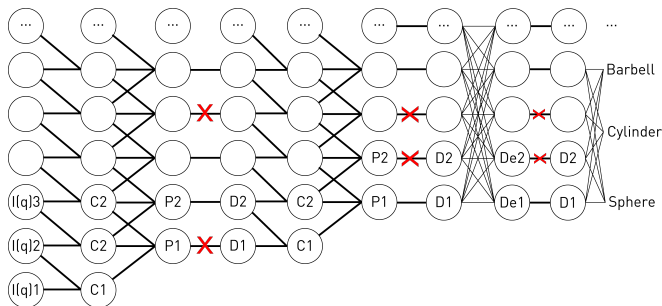 ... ... ... ... ... ... ... ... ... ...
Barbell
Cylinder
P2 D2 De2 D2
I(q)3 C2 P2 D2 C2 P1 D1 De1 D1 Sphere
I(q)2 C2 P1 D1 C1
I(q)1 C1